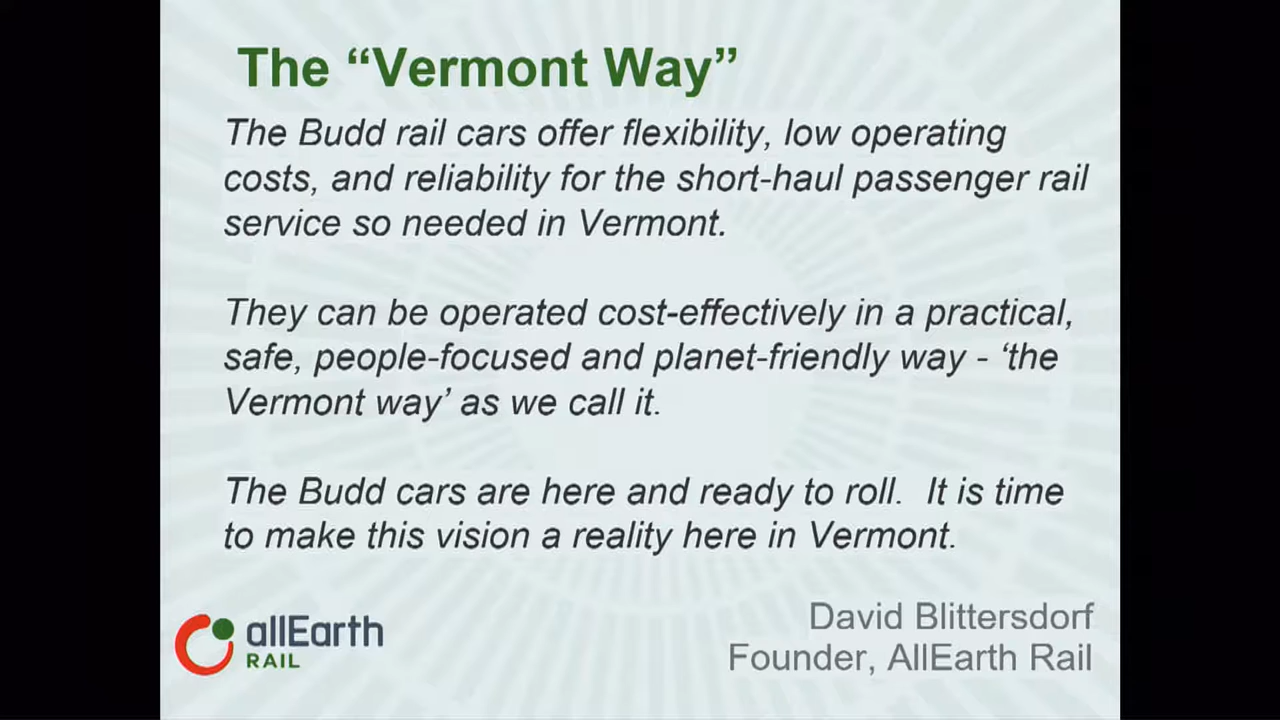 The “Vermont Way”
The Budd rail cars offer flexibility, low operating
costs, and reliability for the short-haul passenger rail
service so needed in Vermont.
They can be operated cost-effectively in a practical,
safe, people-focused and planet-friendly way - ‘the
Vermont way’ as we call it.
The Budd cars are here and ready to roll.  It is time
to make this vision a reality here in Vermont.
allEarth
RAIL
David Blittersdorf
Founder, AllEarth Rail